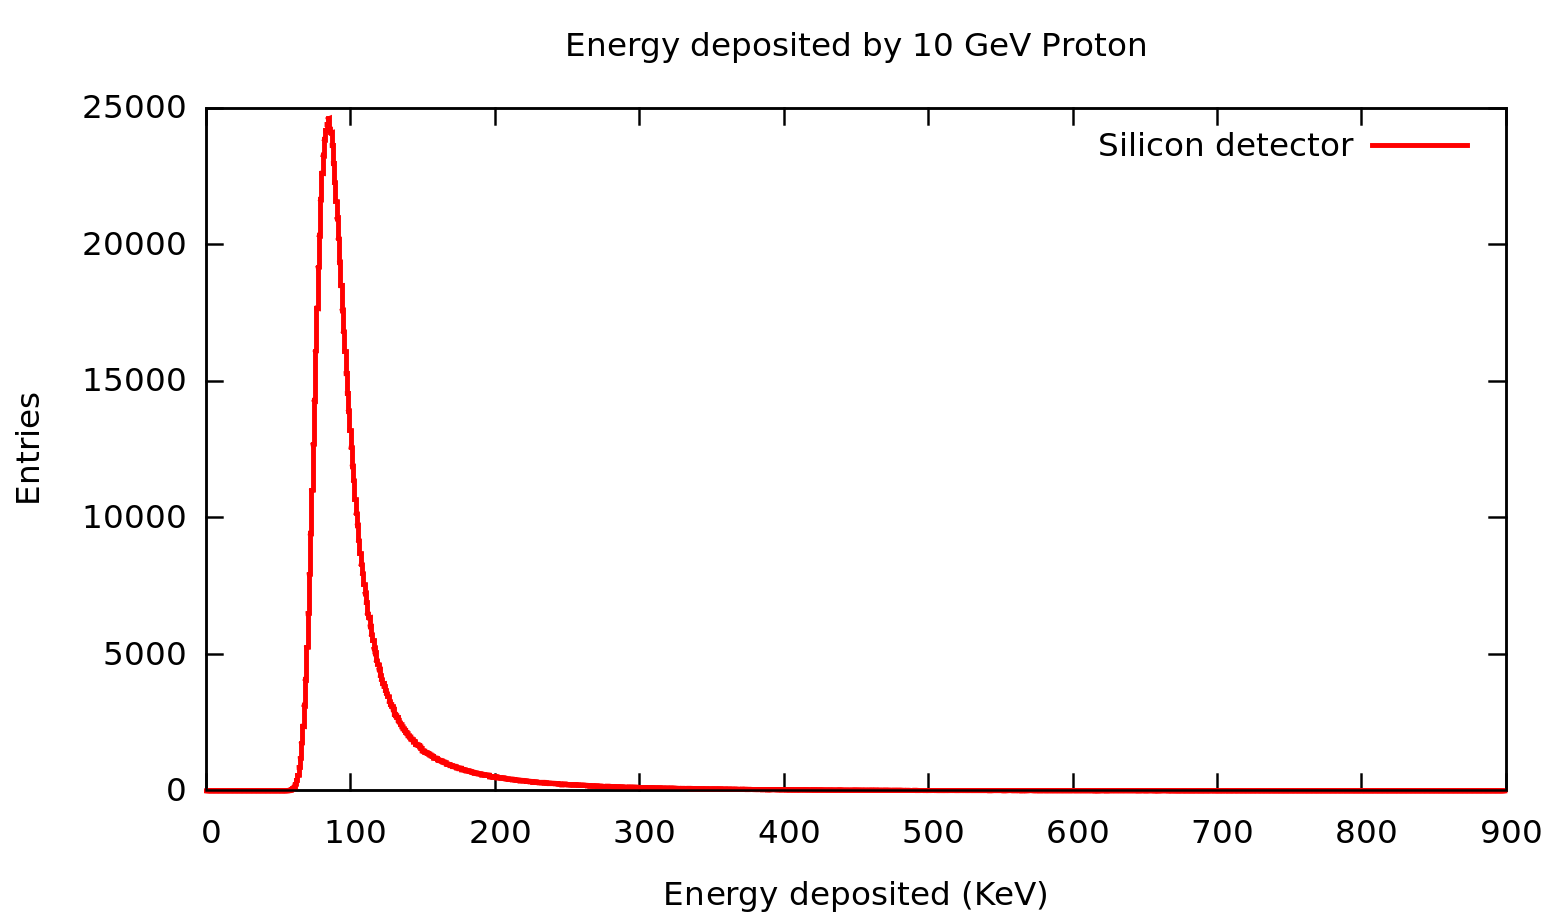 Energy deposited by 10 GeV Proton
Silicon detector
25000
20000
15000
10000
5000
0
Entries
0 100 200 300 400 500 600 700 800 900
Energy deposited (KeV)